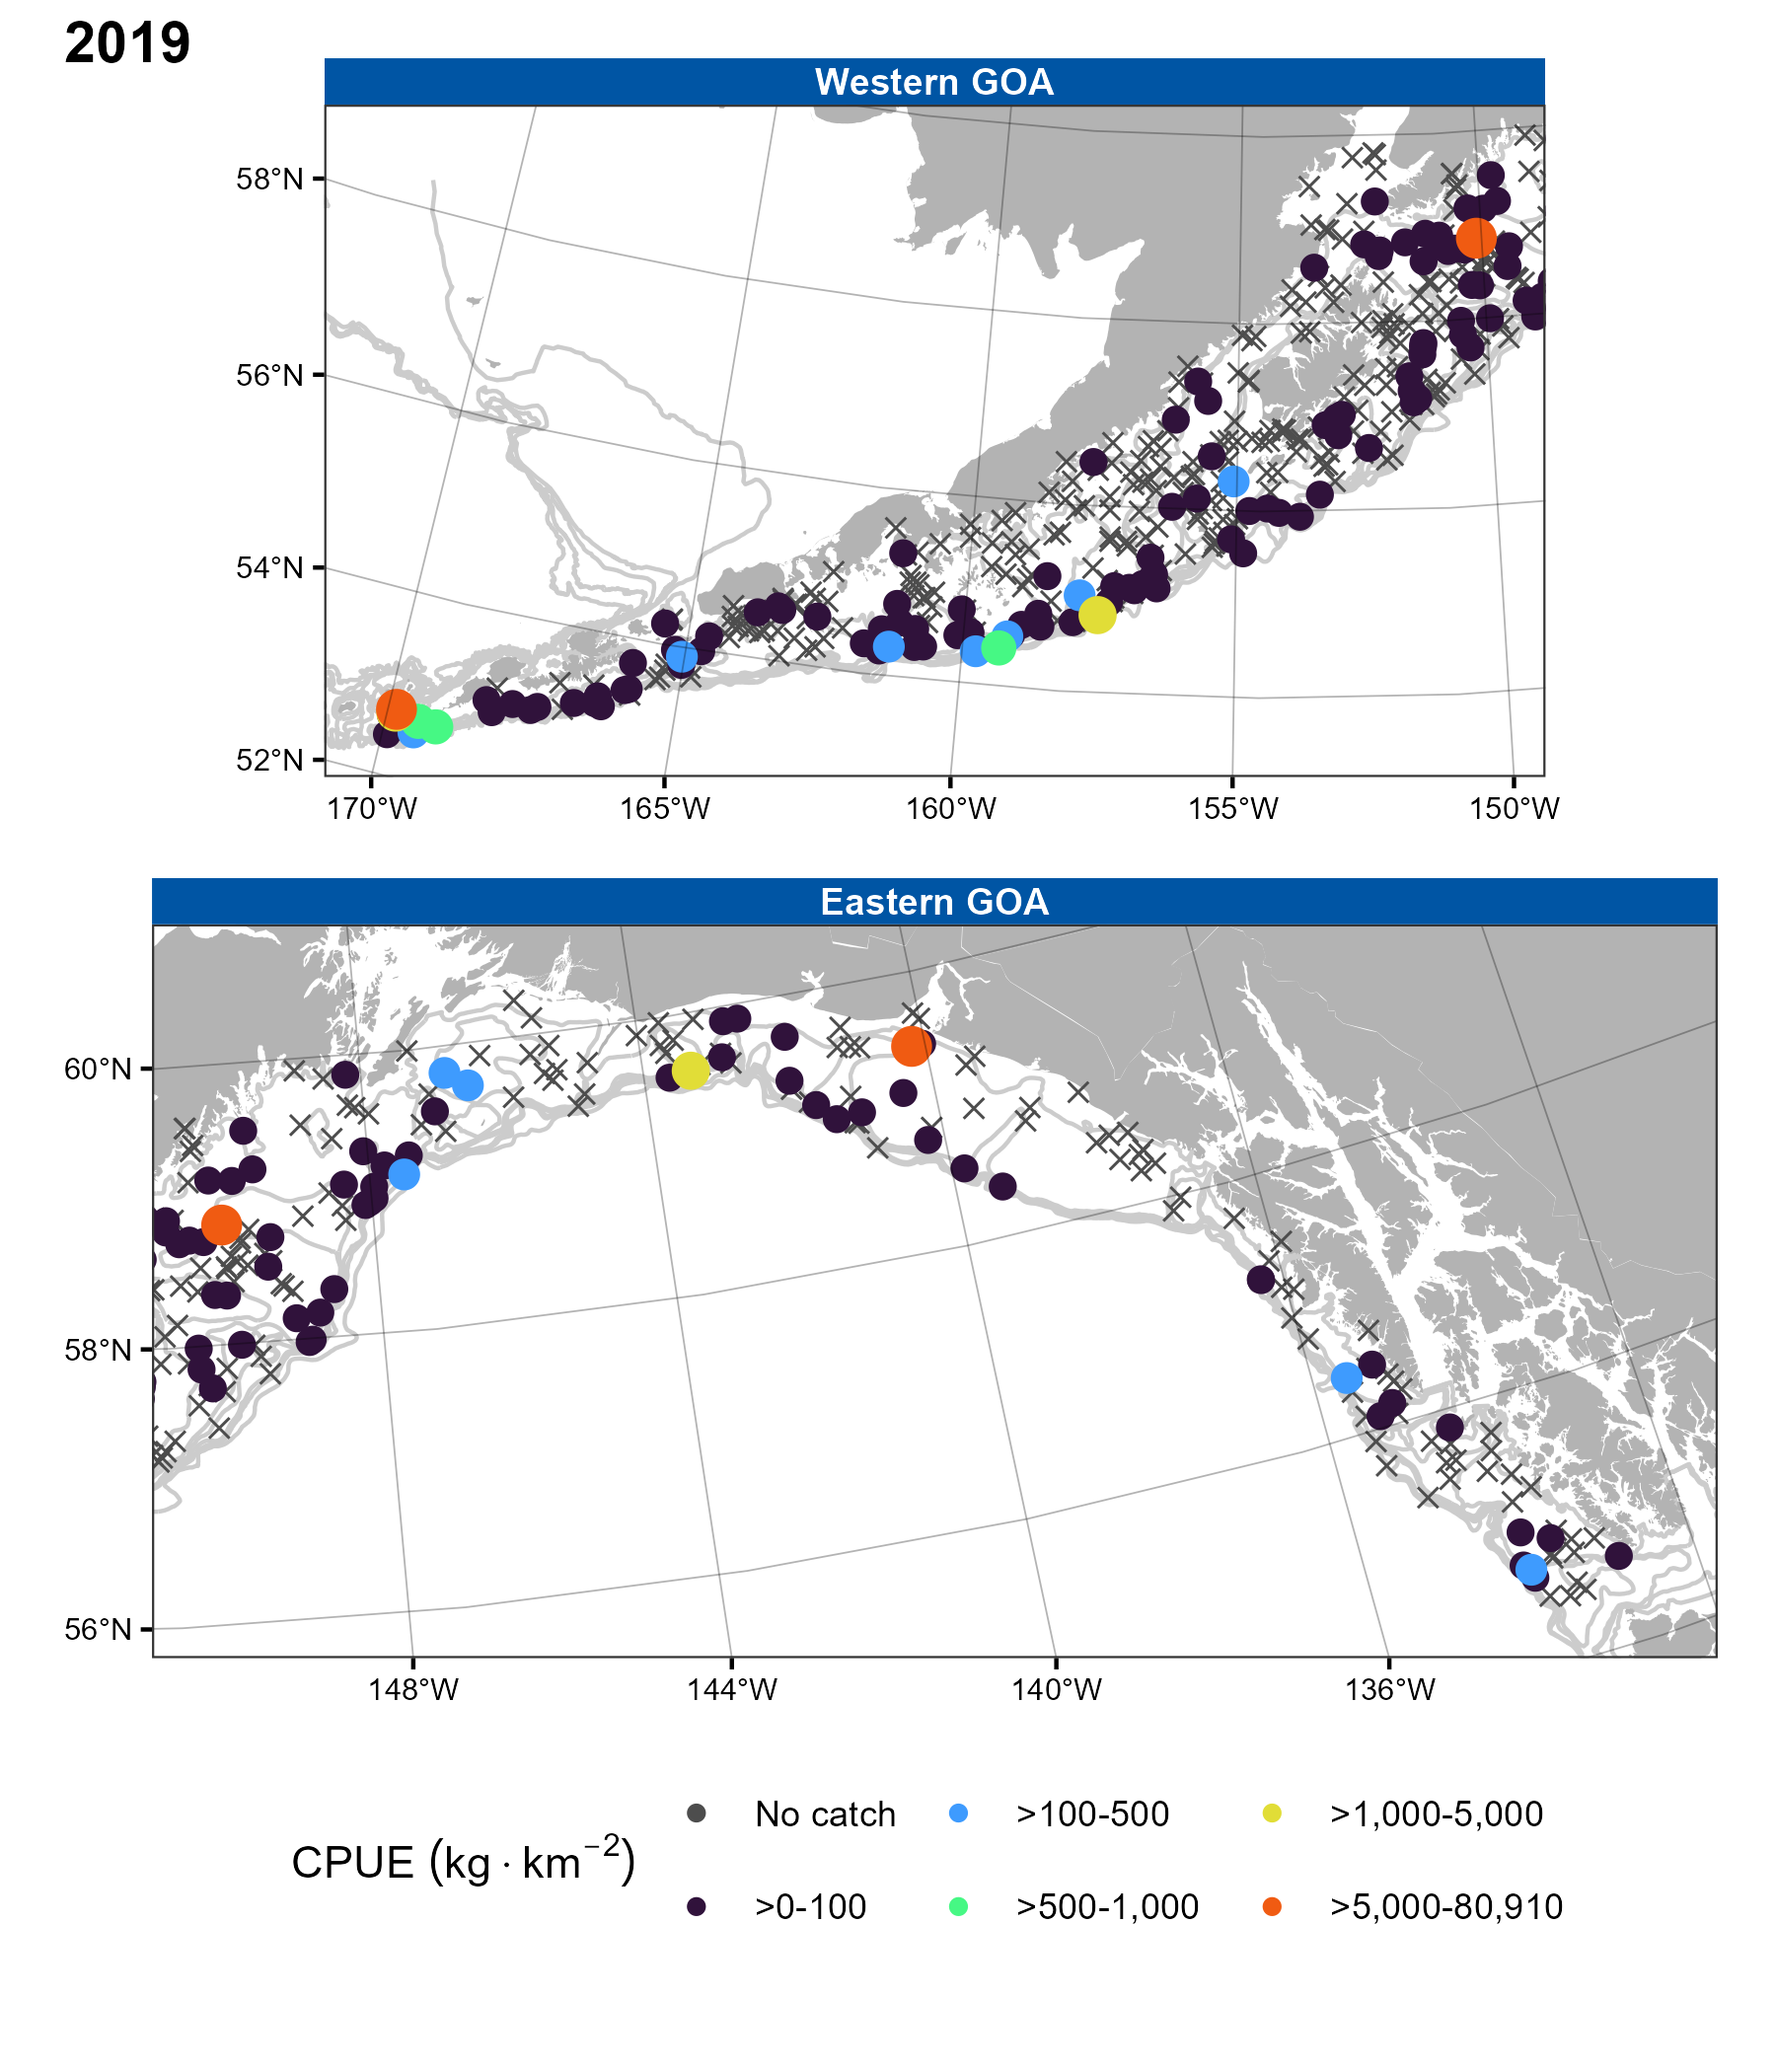 2019
Western GOA
58°N
56°N
54°N
52°N
170°W 165°W 160°W 155°W 150°W
Eastern GOA
60°N
58°N
56°N
148°W 144°W 140°W 136°W
CPUE (kg · km⁻²)
No catch >100-500 >1,000-5,000
>0-100 >500-1,000 >5,000-80,910